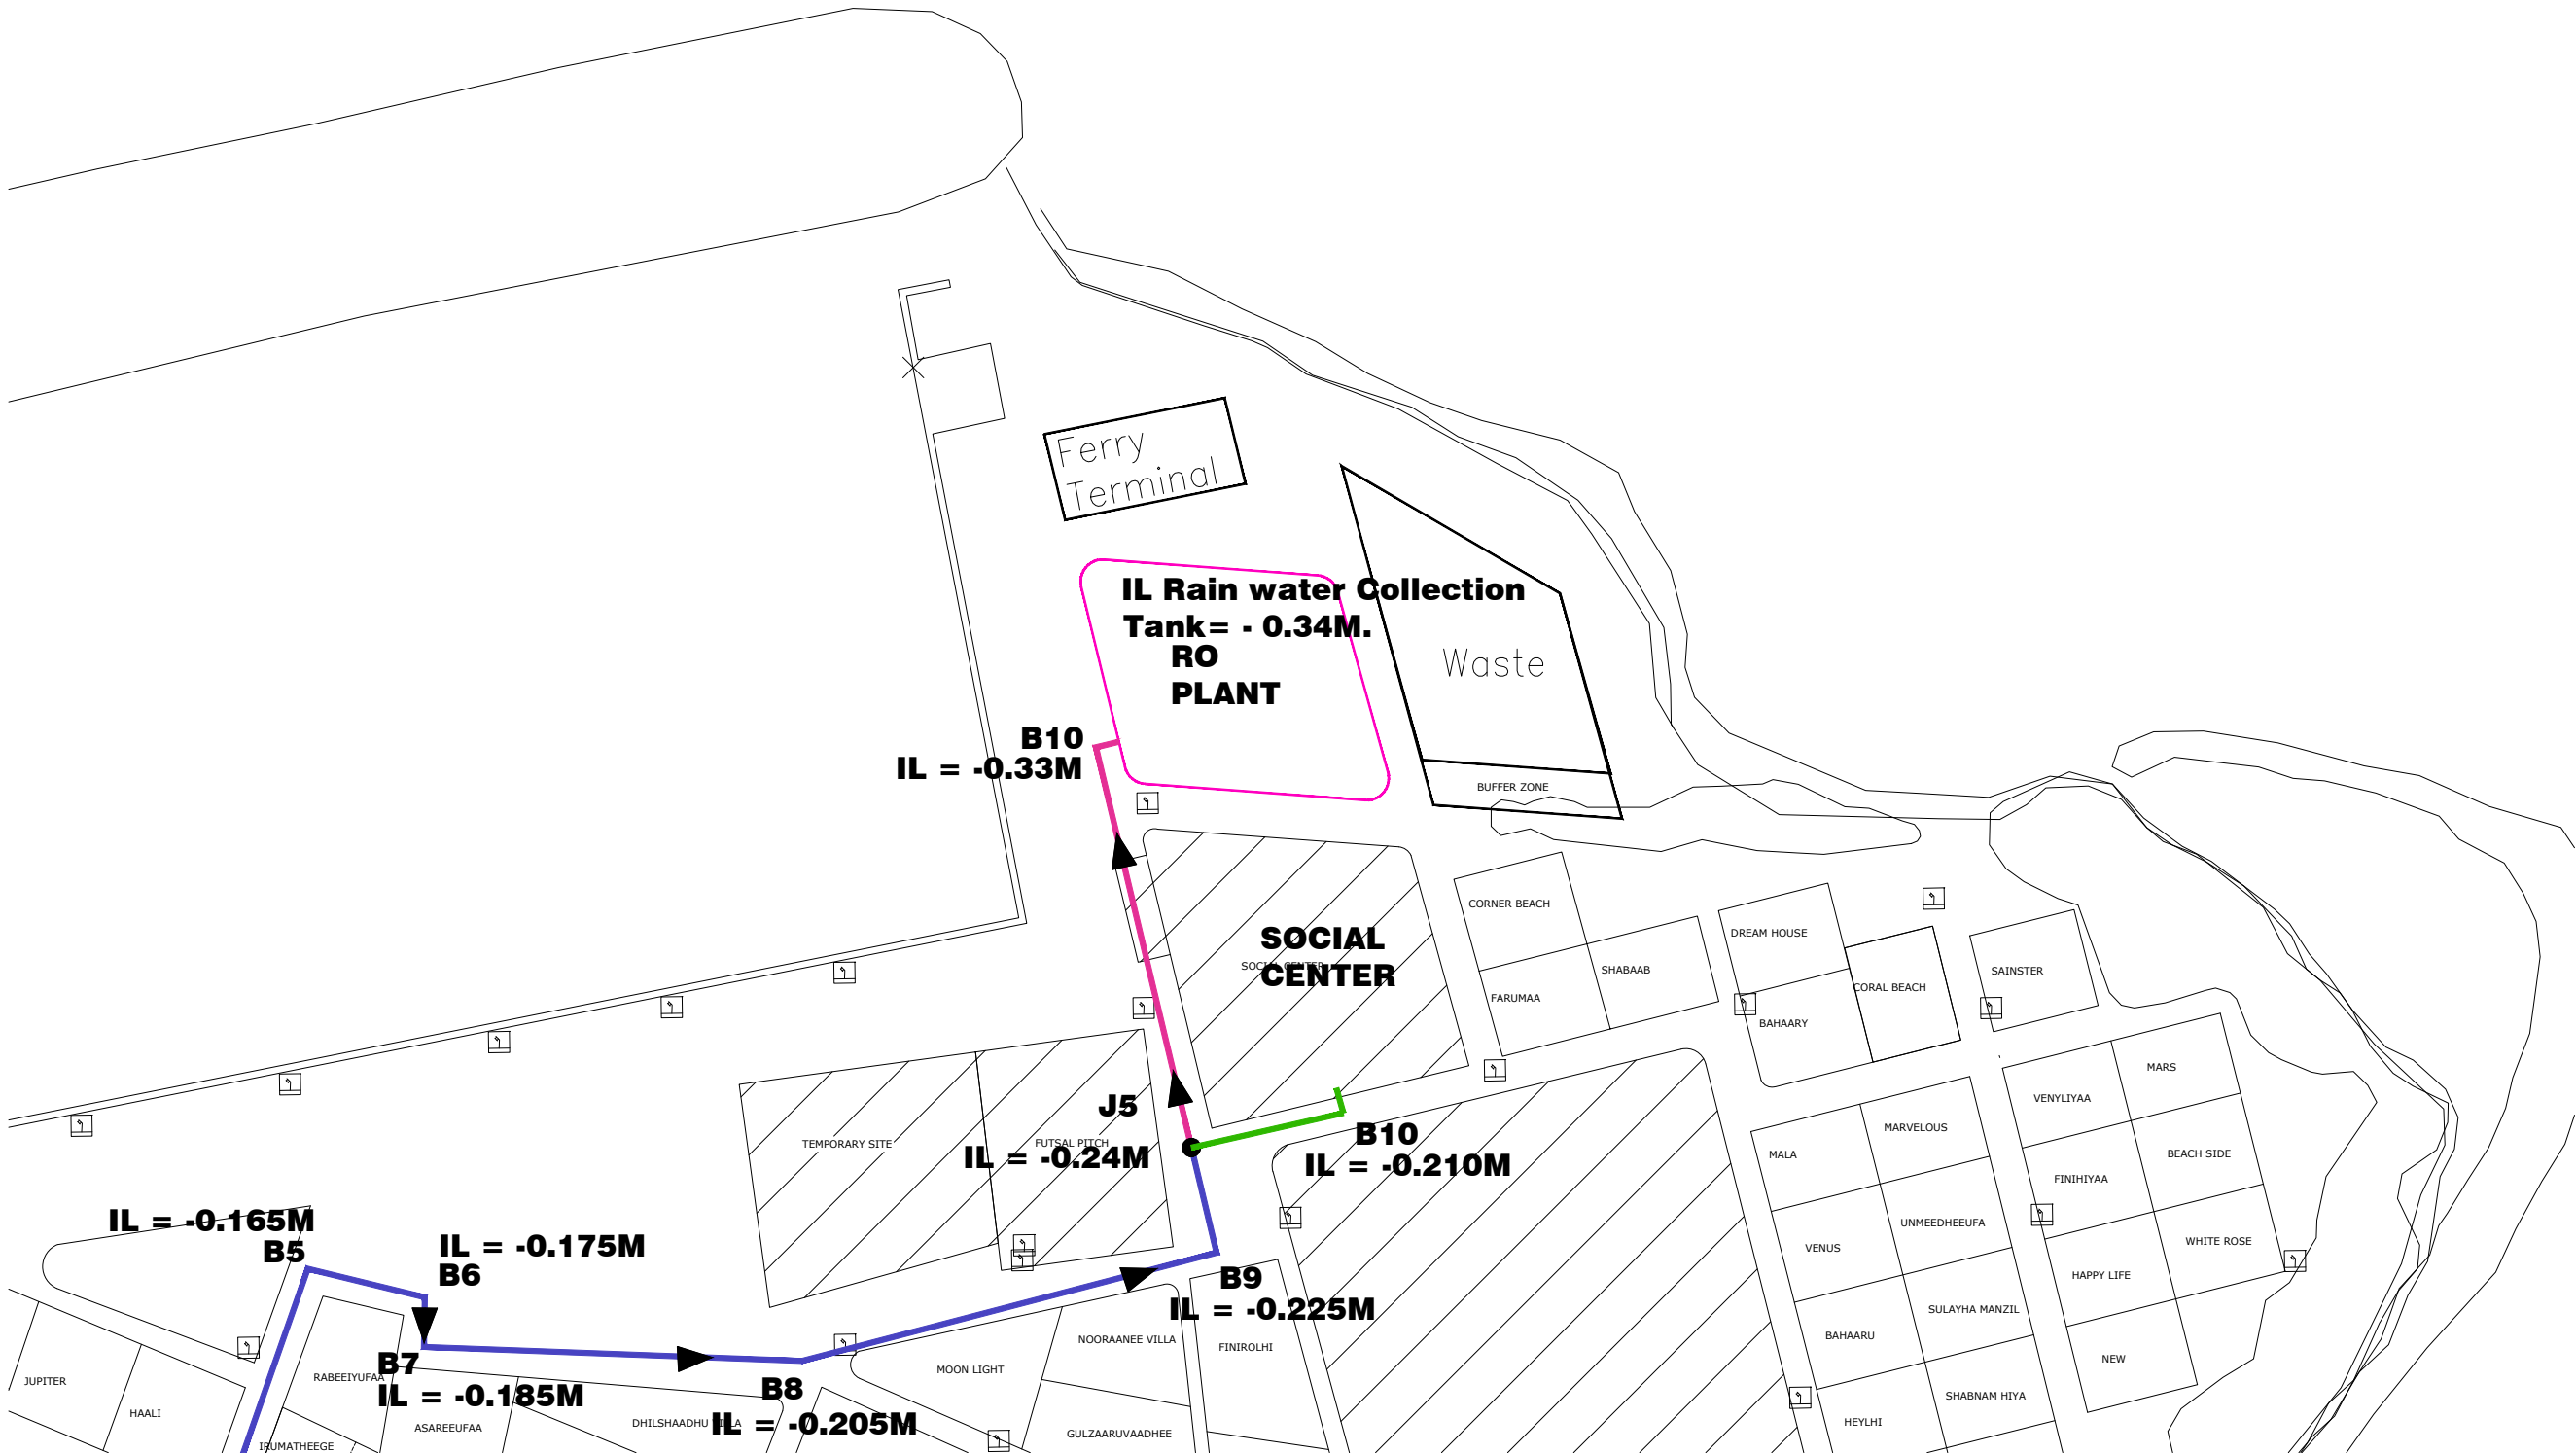 Ferry
Terminal
IL Rain water Collection
Tank= - 0.34M.
RO
PLANT
Waste
BUFFER ZONE
B10
IL = -0.33M
CORNER BEACH
SHABAAB
FARUMAA
DREAM HOUSE
BAHAARY
CORAL BEACH
SAINSTER
SOCIAL
CENTER
SOCIAL CENTER
J5
IL = -0.24M
TEMPORARY SITE
FUTSAL PITCH
B10
IL = -0.210M
MARS
VENYLIYAA
MARVELOUS
MALA
BEACH SIDE
FINIHIYAA
UNMEEDHEEUFA
VENUS
WHITE ROSE
HAPPY LIFE
SULAYHA MANZIL
BAHAARU
NEW
SHABNAM HIYA
HEYLHI
IL = -0.165M
B5
IL = -0.175M
B6
B7
IL = -0.185M
B8
IL = -0.205M
B9
IL = -0.225M
NOORAANEE VILLA
FINIROLHI
MOON LIGHT
GULZAARUVAADHEE
JUPITER
HAALI
RABEEIYUFAA
ASAREEUFAA
DHILSHAADHU VILLA
IRUMATHEEGE